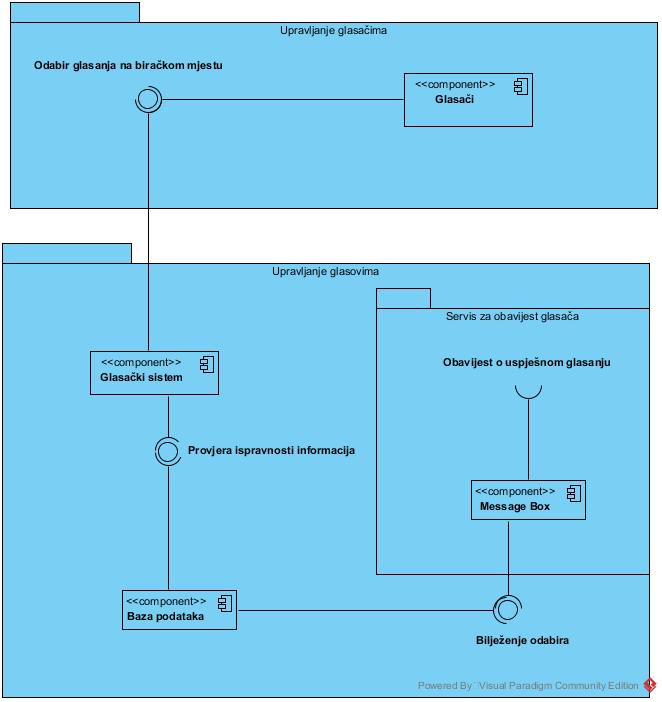 Upravljanje glasačima
Odabir glasanja na biračkom mjestu
<<component>>
Glasači
Upravljanje glasovima
Servis za obavijest glasača
Obavijest o uspješnom glasanju
<<component>>
Glasački sistem
Provjera ispravnosti informacija
<<component>>
Message Box
<<component>>
Baza podataka
Bilježenje odabira
Powered By Visual Paradigm Community Edition